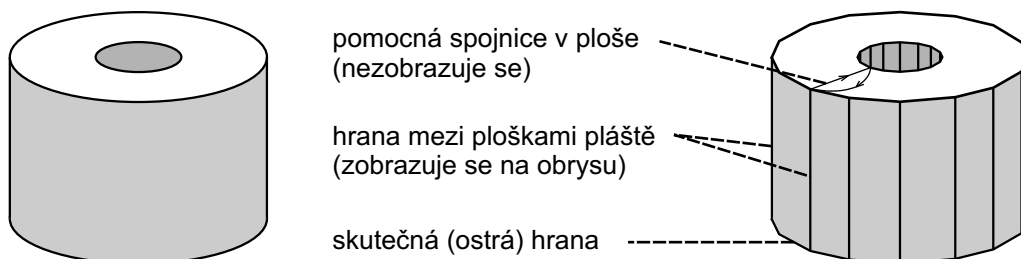 pomocná spojnice v ploše
(nezobrazuje se)
hrana mezi ploškami pláště
(zobrazuje se na obrysu)
skutečná (ostrá) hrana